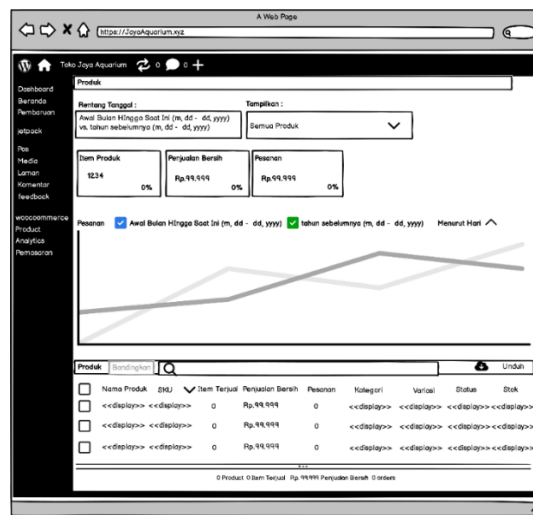 A Web Page
https://JayaAquarium.xyz
Toko Jaya Aquarium 0 0
Dashboard
Beranda
Pembaruan
jetpack
Pos
Media
Laman
Komentar
feedback
woocommerce
Product
Analytics
Pemasaran
Produk
Rentang Tanggal :
Awal Bulan HIngga Saat Ini (m, dd - dd, yyyy)
vs. tahun sebelumnya (m, dd - dd, yyyy)
Tampilkan :
Semua Produk
Item Produk
1234
0%
Penjualan Bersih
Rp.99.999
0%
Pesanan
Rp.99.999
0%
Pesanan Awal Bulan HIngga Saat Ini (m, dd - dd, yyyy) tahun sebelumnya (m, dd - dd, yyyy) Menurut Hari
Produk Bandingkan Unduh
Nama Produk SKU Item Terjual Penjualan Bersih Pesanan Kategori Variasi Status Stok
<<display>> <<display>> 0 Rp.99.999 0 <<display>> <<display>> <<display>> <<display>>
<<display>> <<display>> 0 Rp.99.999 0 <<display>> <<display>> <<display>> <<display>>
<<display>> <<display>> 0 Rp.99.999 0 <<display>> <<display>> <<display>> <<display>>
0 Product 0 Item Terjual Rp. 99.999 Penjualan Bersih 0 orders